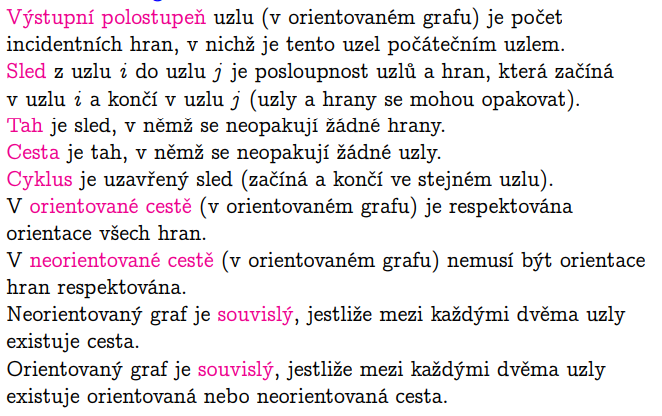 Výstupní polostupeň uzlu (v orientovaném grafu) je počet
incidentních hran, v nichž je tento uzel počátečním uzlem.
Sled z uzlu i do uzlu j je posloupnost uzlů a hran, která začíná
v uzlu i a končí v uzlu j (uzly a hrany se mohou opakovat).
Tah je sled, v němž se neopakují žádné hrany.
Cesta je tah, v němž se neopakují žádné uzly.
Cyklus je uzavřený sled (začíná a končí ve stejném uzlu).
V orientované cestě (v orientovaném grafu) je respektována
orientace všech hran.
V neorientované cestě (v orientovaném grafu) nemusí být orientace
hran respektována.
Neorientovaný graf je souvislý, jestliže mezi každými dvěma uzly
existuje cesta.
Orientovaný graf je souvislý, jestliže mezi každými dvěma uzly
existuje orientovaná nebo neorientovaná cesta.